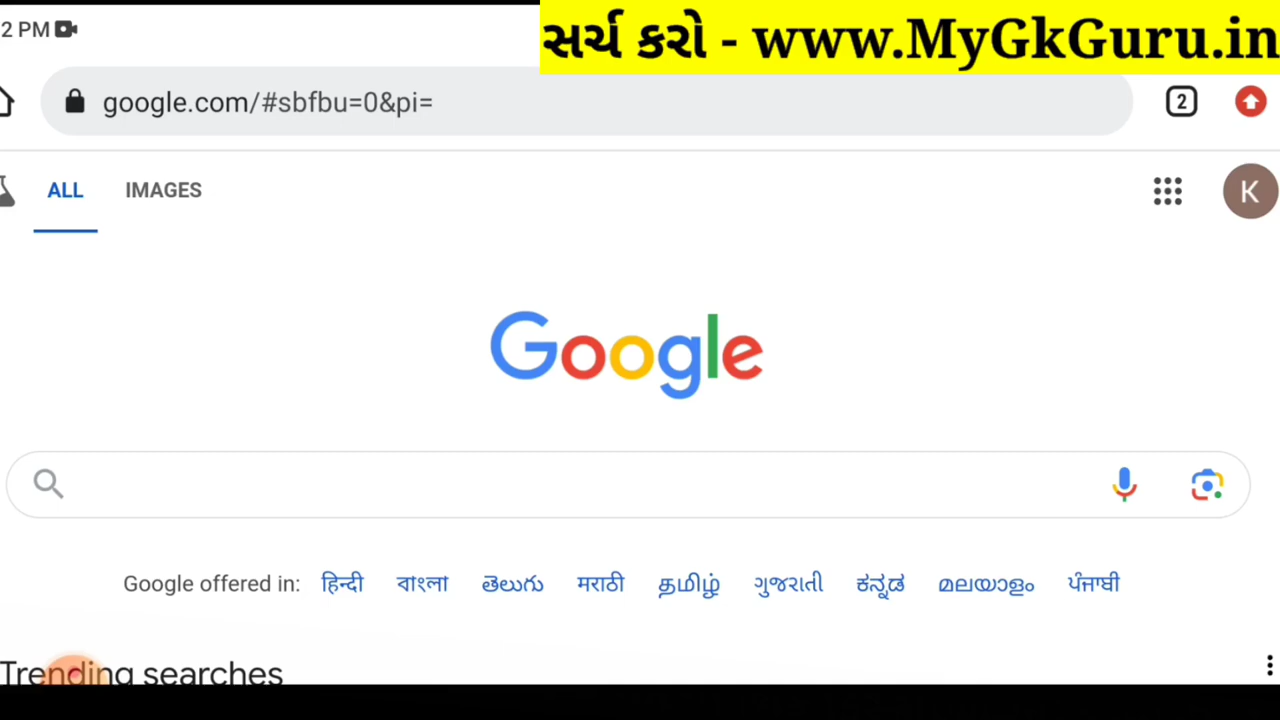 2 PM
સર્ચ કરો - www.MyGkGuru.in
google.com/#sbfbu=0&pi=
2
ALL IMAGES
K
Google
Google offered in: हिन्दी বাংলা తెలుగు मराठी தமிழ் ગુજરાતી ಕನ್ನಡ മലയാളം ਪੰਜਾਬੀ
Trending searches